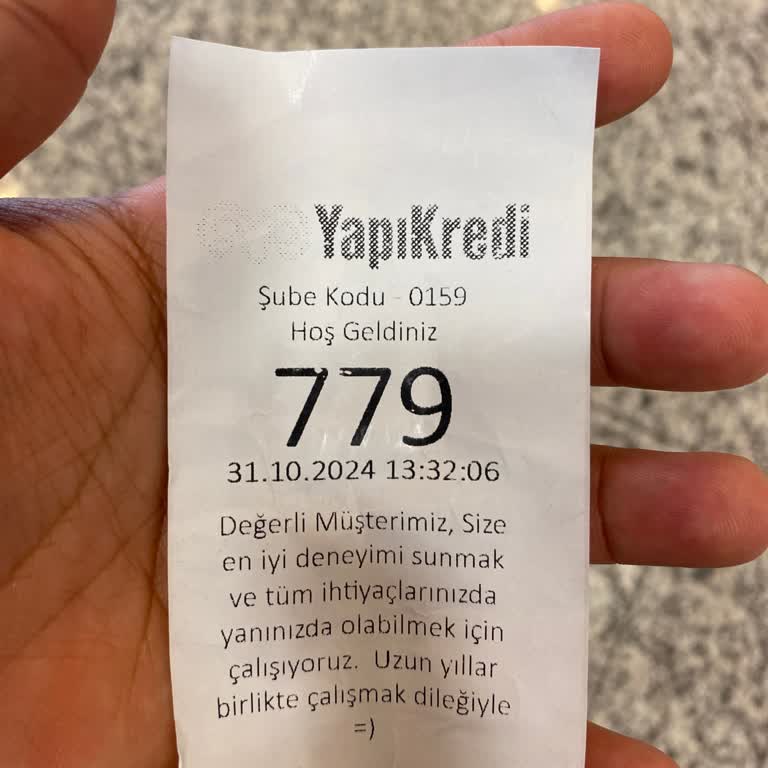 YapıKredi
Şube Kodu - 0159
Hoş Geldiniz
779
31.10.2024 13:32:06
Değerli Müşterimiz, Size
en iyi deneyimi sunmak
ve tüm ihtiyaçlarınızda
yanınızda olabilmek için
çalışıyoruz. Uzun yıllar
birlikte çalışmak dileğiyle
=)